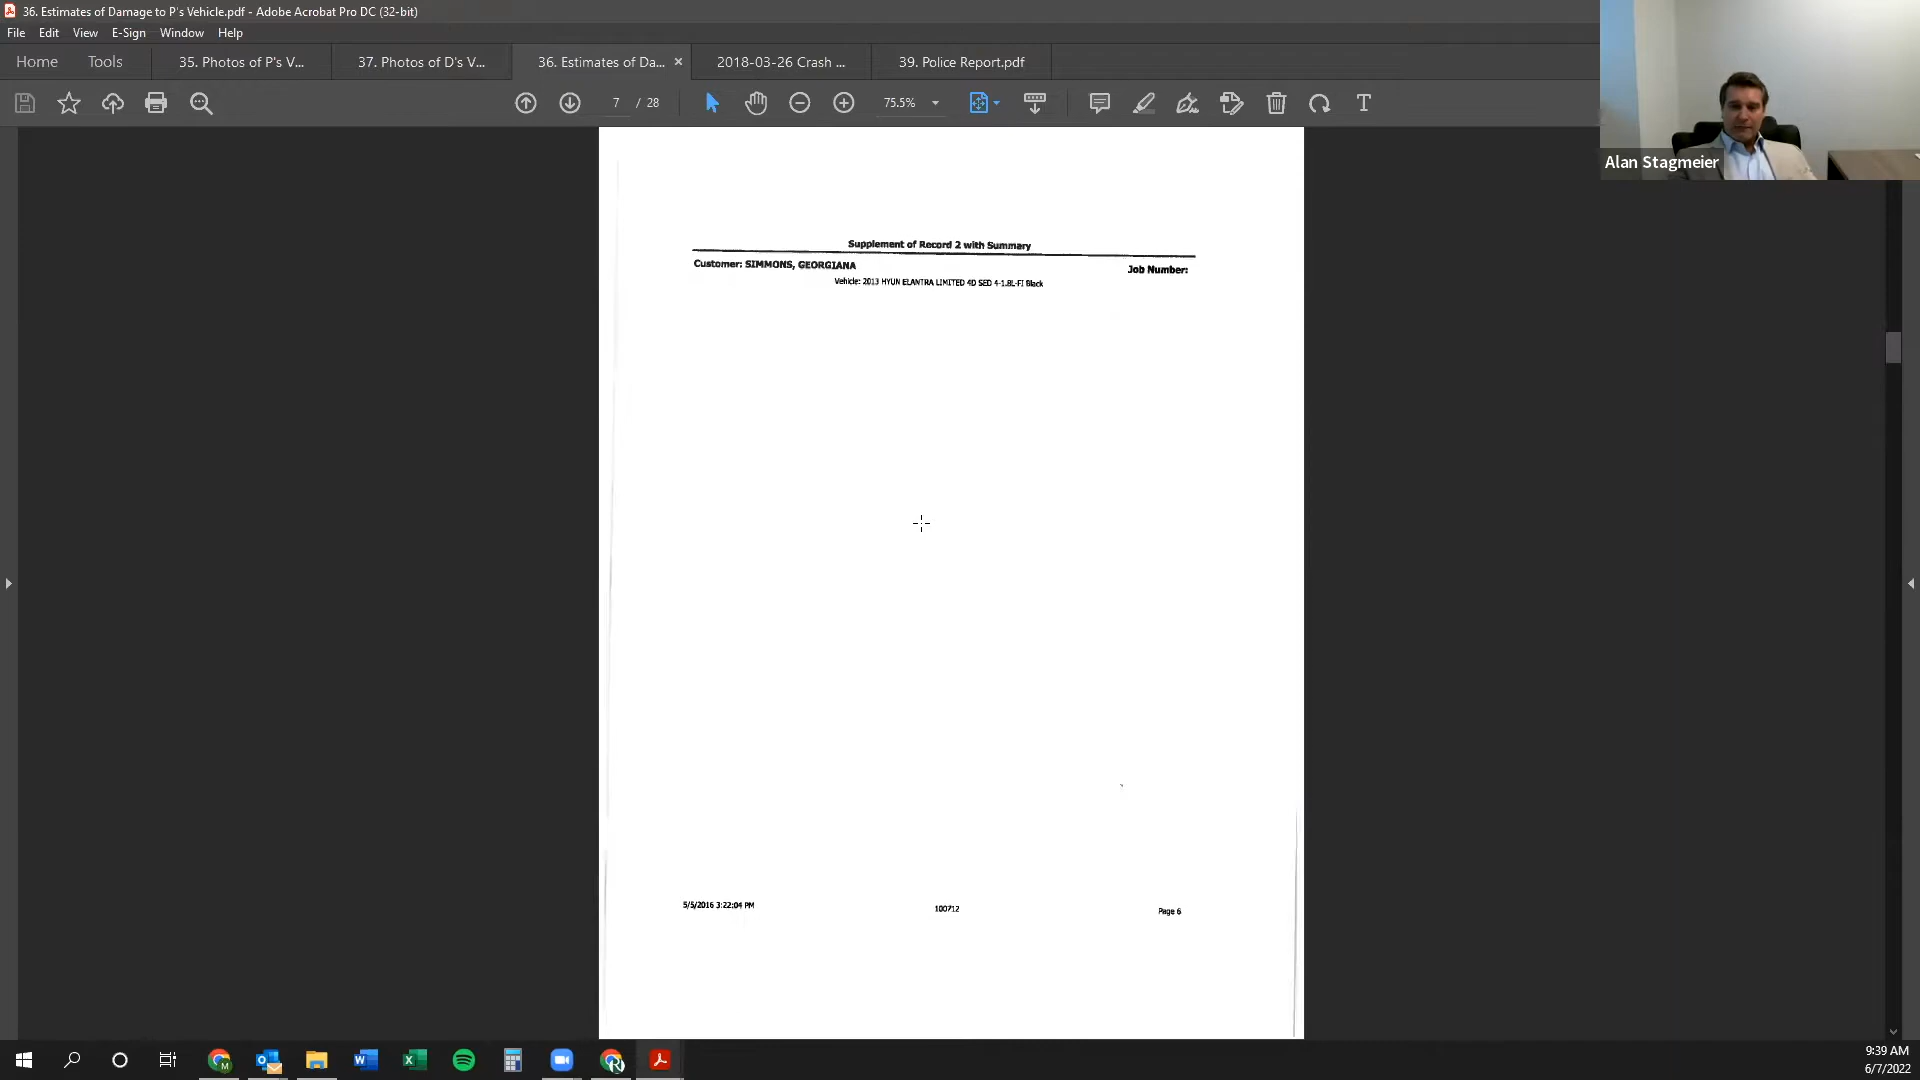 36. Estimates of Damage to P's Vehicle.pdf - Adobe Acrobat Pro DC (32-bit)
File Edit View E-Sign Window Help
Home Tools 35. Photos of P's V... 37. Photos of D's V... 36. Estimates of Da... × 2018-03-26 Crash ... 39. Police Report.pdf
7 / 28 75.5%
Alan Stagmeier
Supplement of Record 2 with Summary
Customer: SIMMONS, GEORGIANA Job Number:
Vehicle: 2013 HYUN ELANTRA LIMITED 4D SED 4-1.8L-FI Black
5/5/2016 3:22:04 PM 100712 Page 6
9:39 AM
6/7/2022